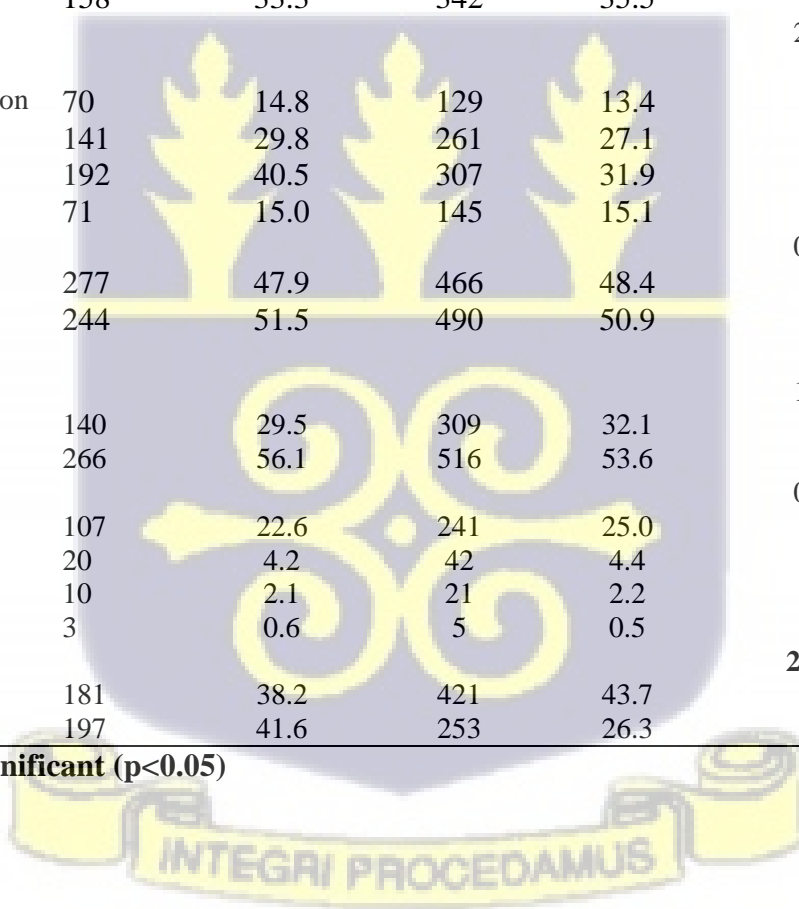 on 70 14.8 129 13.4
141 29.8 261 27.1
192 40.5 307 31.9
71 15.0 145 15.1
277 47.9 466 48.4
244 51.5 490 50.9
140 29.5 309 32.1
266 56.1 516 53.6
107 22.6 241 25.0
20 4.2 42 4.4
10 2.1 21 2.2
3 0.6 5 0.5
181 38.2 421 43.7
197 41.6 253 26.3
nificant (p<0.05)
INTEGRI PROCEDAMUS